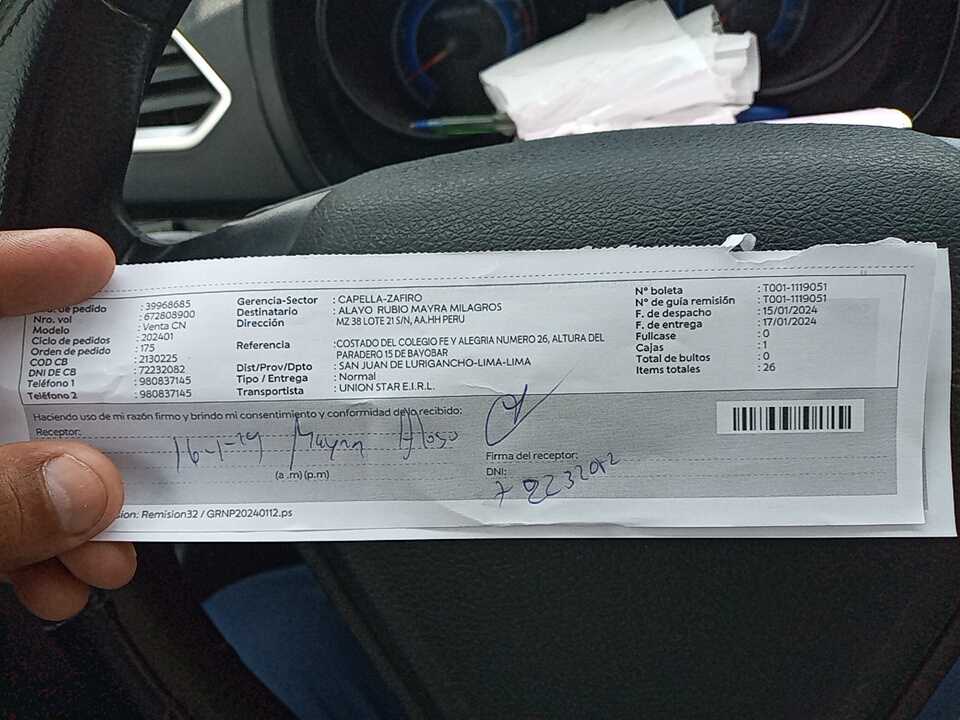 de pedido : 39968685
Nro. vol : 672808900
Modelo : Venta CN
Ciclo de pedidos : 202401
Orden de pedido : 175
COD CB : 2130225
DNI DE CB : 72232082
Teléfono 1 : 980837145
Teléfono 2 : 980837145
Gerencia-Sector : CAPELLA-ZAFIRO
Destinatario : ALAYO RUBIO MAYRA MILAGROS
Dirección MZ 38 LOTE 21 S/N, AA.HH PERU
Referencia :COSTADO DEL COLEGIO FE Y ALEGRIA NUMERO 26, ALTURA DEL
PARADERO 15 DE BAYOBAR
Dist/Prov/Dpto : SAN JUAN DE LURIGANCHO-LIMA-LIMA
Tipo / Entrega : Normal
Transportista : UNION STAR E.I.R.L.
N° boleta : T001-1119051
N° de guía remisión : T001-1119051
F. de despacho : 15/01/2024
F. de entrega : 17/01/2024
Fullcase : 0
Cajas : 1
Total de bultos : 0
Items totales : 26
Haciendo uso de mi razón firmo y brindo mi consentimiento y conformidad de lo recibido:
Receptor:
16-1-24 Mayra
(a .m) (p.m)
Firma del receptor:
DNI:
72232082
sion: Remision32 / GRNP20240112.ps